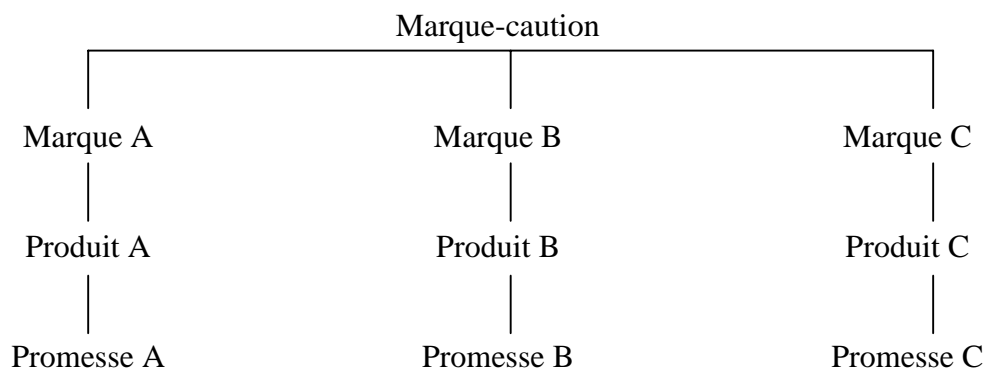 Marque-caution
Marque A Marque B Marque C
Produit A Produit B Produit C
Promesse A Promesse B Promesse C